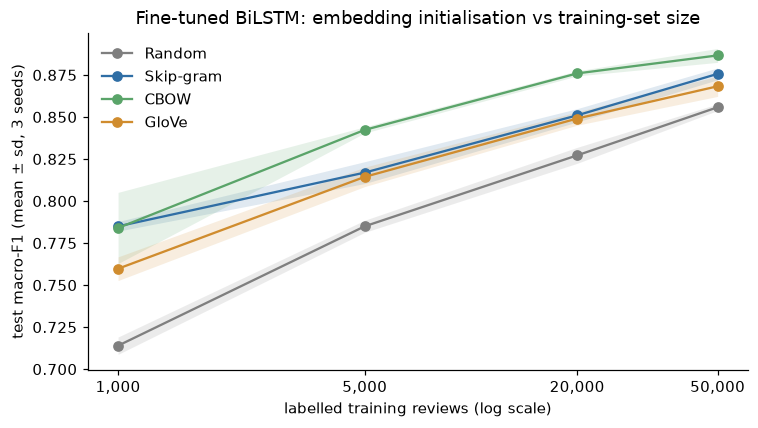 Fine-tuned BiLSTM: embedding initialisation vs training-set size
test macro-F1 (mean ± sd, 3 seeds)
Random
Skip-gram
CBOW
GloVe
0.875
0.850
0.825
0.800
0.775
0.750
0.725
0.700
1,000
5,000
20,000
50,000
labelled training reviews (log scale)